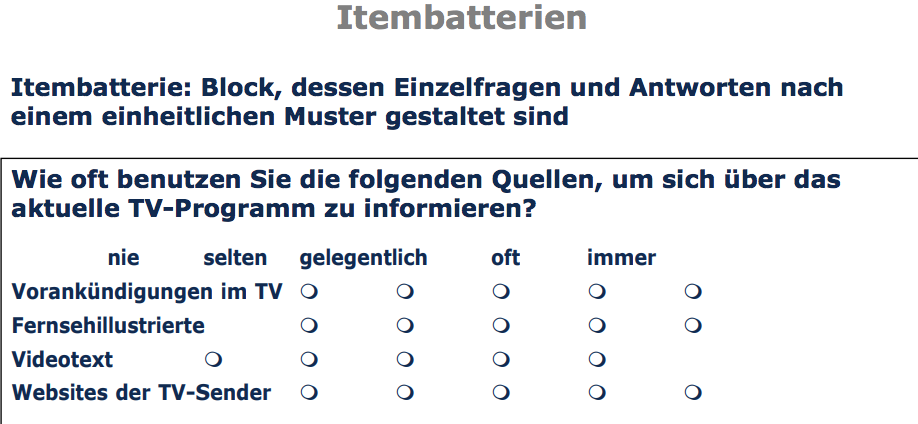 Itembatterien
Itembatterie: Block, dessen Einzelfragen und Antworten nach
einem einheitlichen Muster gestaltet sind
Wie oft benutzen Sie die folgenden Quellen, um sich über das
aktuelle TV-Programm zu informieren?
nie selten gelegentlich oft immer
Vorankündigungen im TV ❍ ❍ ❍ ❍ ❍
Fernsehillustrierte ❍ ❍ ❍ ❍ ❍
Videotext ❍ ❍ ❍ ❍ ❍
Websites der TV-Sender ❍ ❍ ❍ ❍ ❍